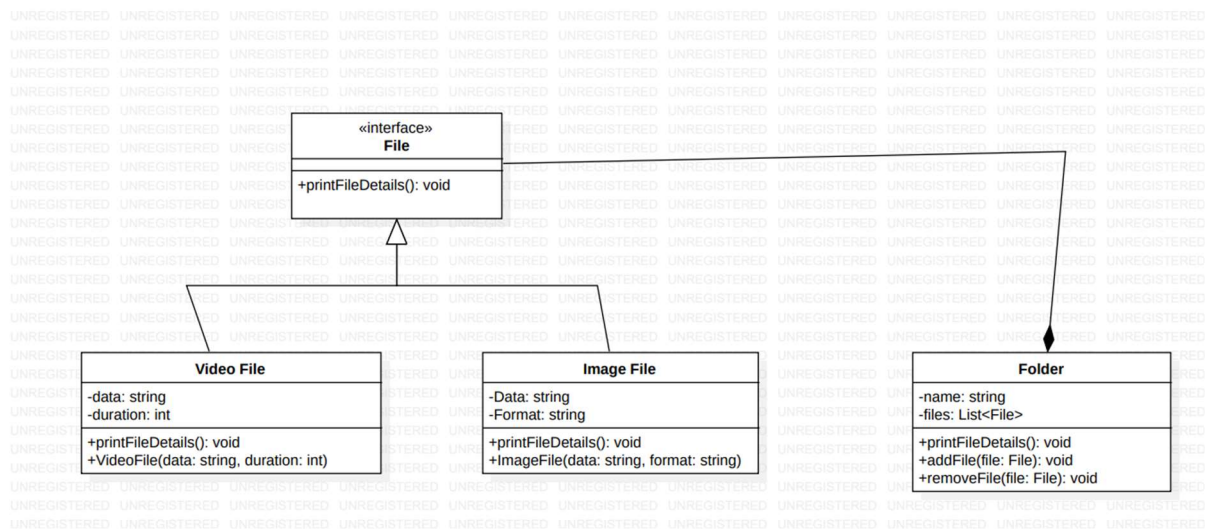 «interface»
File
+printFileDetails(): void
Video File
-data: string
-duration: int
+printFileDetails(): void
+VideoFile(data: string, duration: int)
Image File
-Data: string
-Format: string
+printFileDetails(): void
+ImageFile(data: string, format: string)
Folder
-name: string
-files: List<File>
+printFileDetails(): void
+addFile(file: File): void
+removeFile(file: File): void
UNREGISTERED